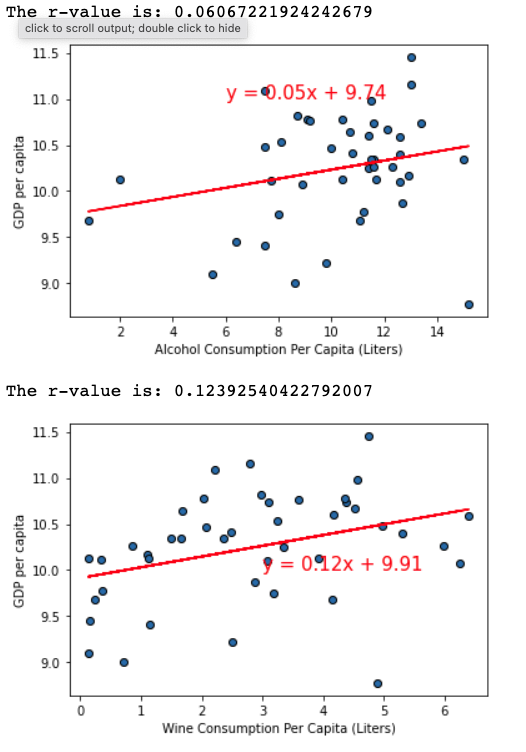 The r-value is: 0.06067221924242679
click to scroll output; double click to hide
11.5
11.0
10.5
10.0
9.5
9.0
y = 0.05x + 9.74
GDP per capita
2 4 6 8 10 12 14
Alcohol Consumption Per Capita (Liters)
The r-value is: 0.12392540422792007
11.5
11.0
10.5
10.0
9.5
9.0
y = 0.12x + 9.91
GDP per capita
0 1 2 3 4 5 6
Wine Consumption Per Capita (Liters)